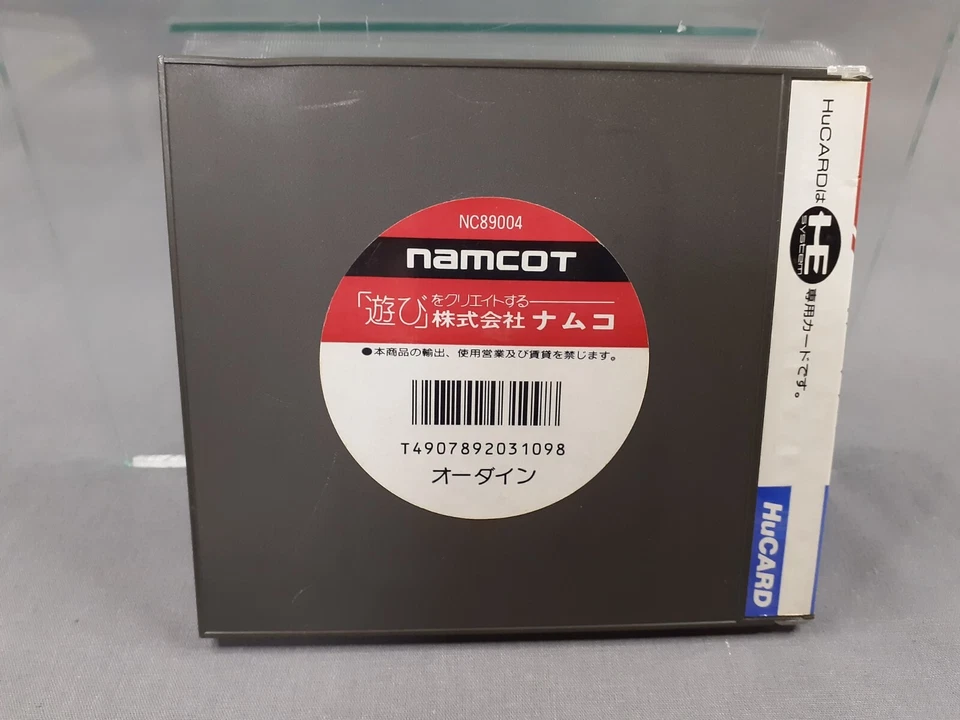 NC89004
namcot
「遊び」をクリエイトする
株式会社 ナムコ
●本商品の輸出、使用営業及び賃貸を禁じます。
T4907892031098
オーダイン
HuCARDは HE system 専用カードです。
HuCARD